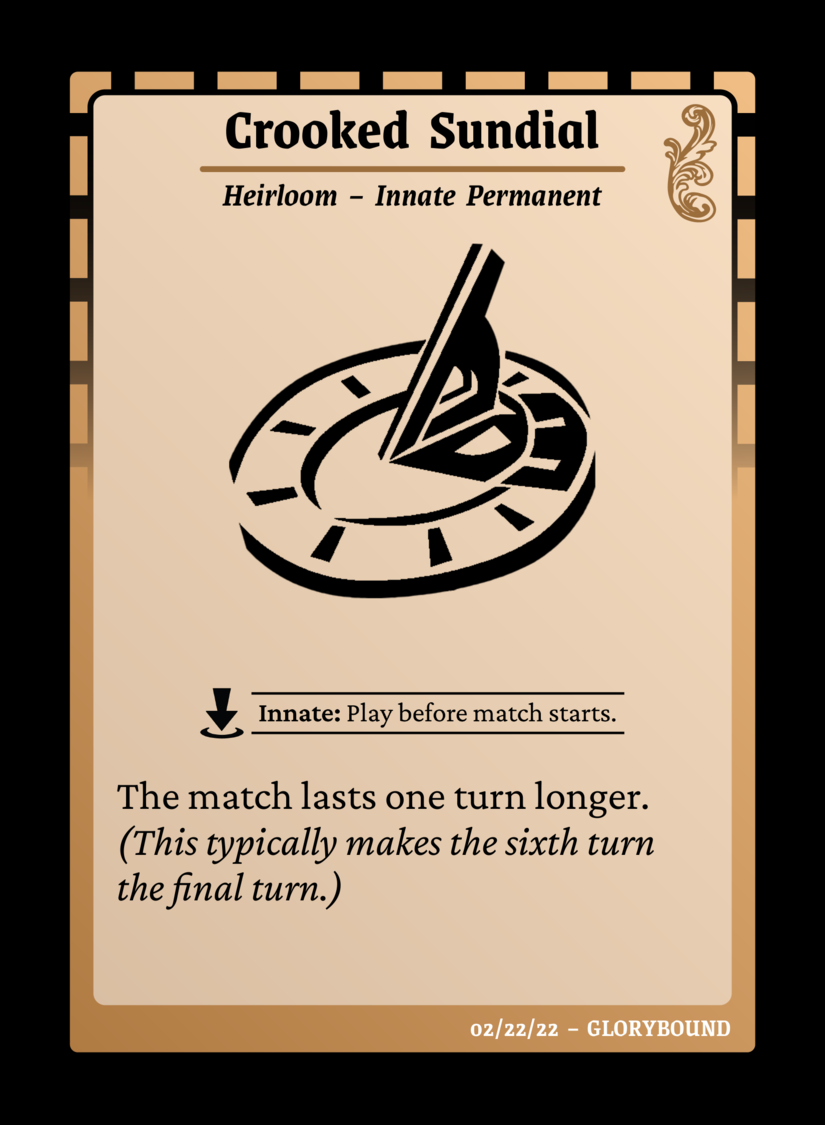 Crooked Sundial
Heirloom – Innate Permanent
Innate: Play before match starts.
The match lasts one turn longer.
(This typically makes the sixth turn
the final turn.)
02/22/22 – GLORYBOUND